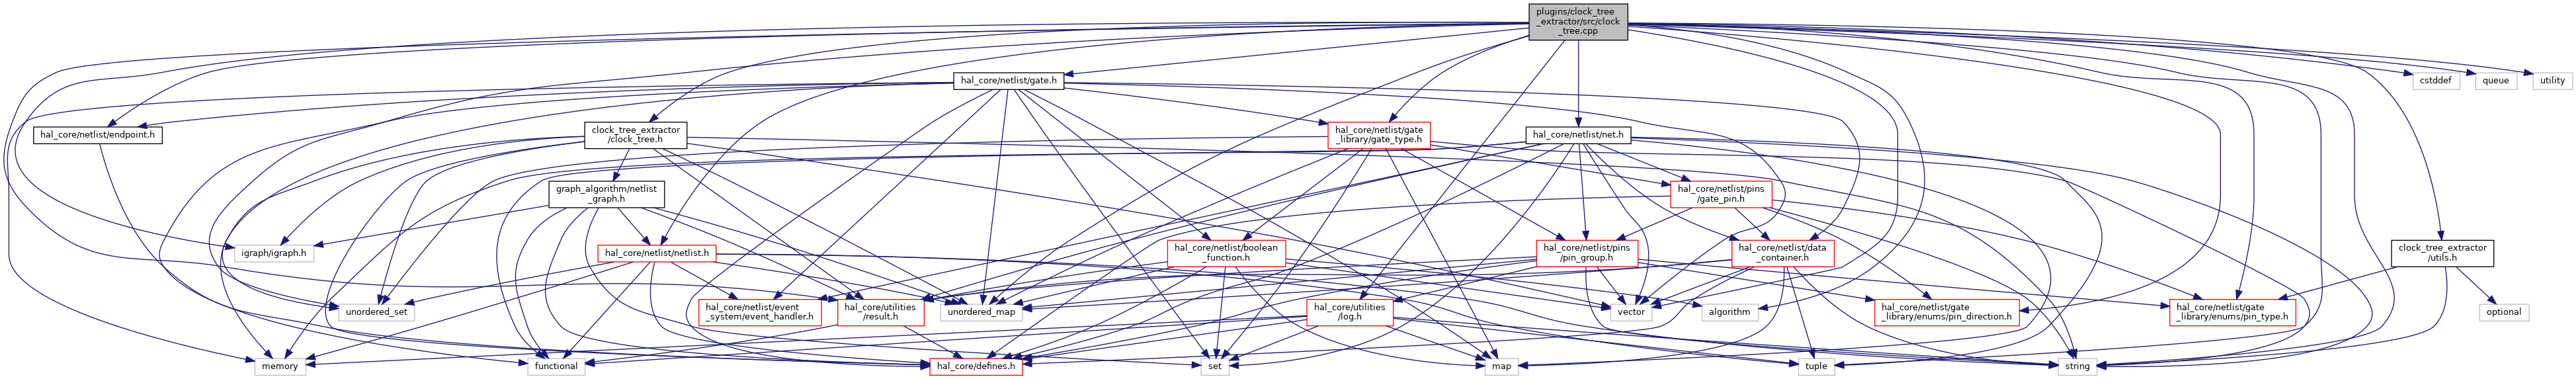 plugins/clock_tree
_extractor/src/clock
_tree.cpp
hal_core/netlist/gate.h
cstddef
queue
utility
hal_core/netlist/endpoint.h
clock_tree_extractor
/clock_tree.h
hal_core/netlist/gate
_library/gate_type.h
hal_core/netlist/net.h
graph_algorithm/netlist
_graph.h
hal_core/netlist/pins
/gate_pin.h
igraph/igraph.h
hal_core/netlist/netlist.h
hal_core/netlist/boolean
_function.h
hal_core/netlist/pins
/pin_group.h
hal_core/netlist/data
_container.h
clock_tree_extractor
/utils.h
unordered_set
hal_core/netlist/event
_system/event_handler.h
hal_core/utilities
/result.h
unordered_map
hal_core/utilities
/log.h
vector
algorithm
hal_core/netlist/gate
_library/enums/pin_direction.h
hal_core/netlist/gate
_library/enums/pin_type.h
optional
memory
functional
hal_core/defines.h
set
map
tuple
string